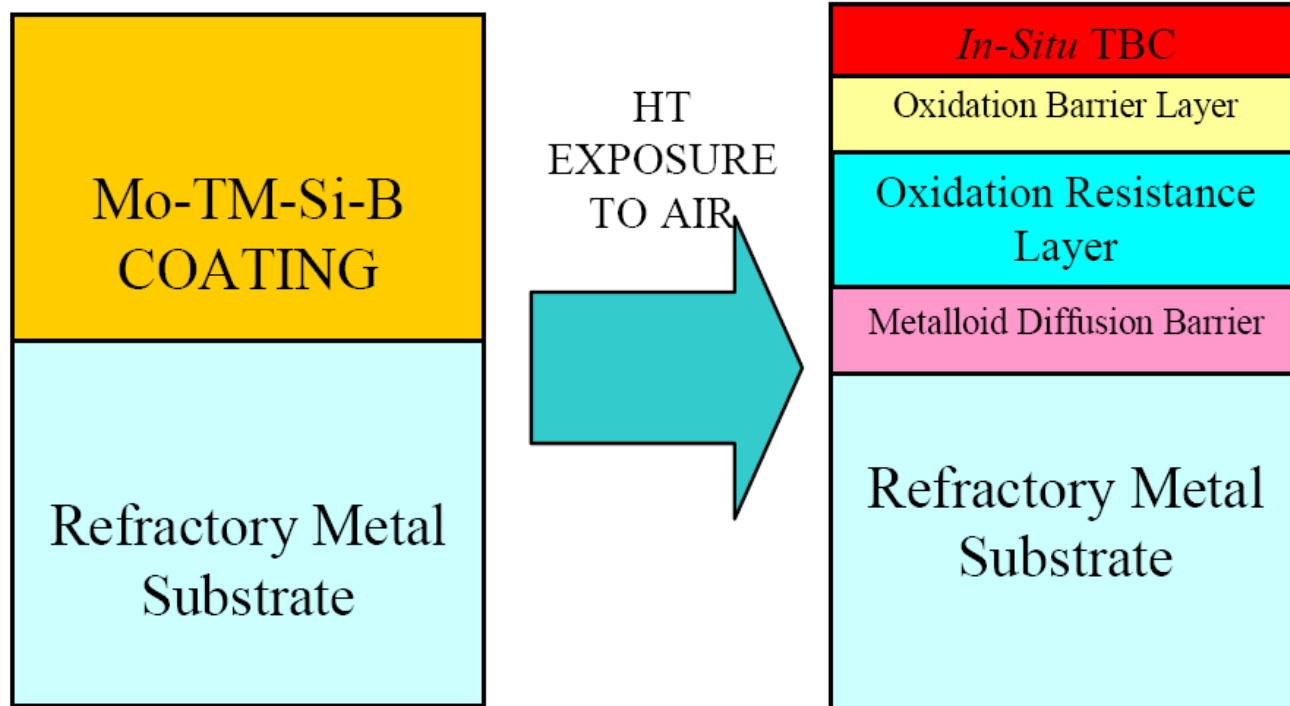 Mo-TM-Si-B
COATING
Refractory Metal
Substrate
HT
EXPOSURE
TO AIR
In-Situ TBC
Oxidation Barrier Layer
Oxidation Resistance
Layer
Metalloid Diffusion Barrier
Refractory Metal
Substrate